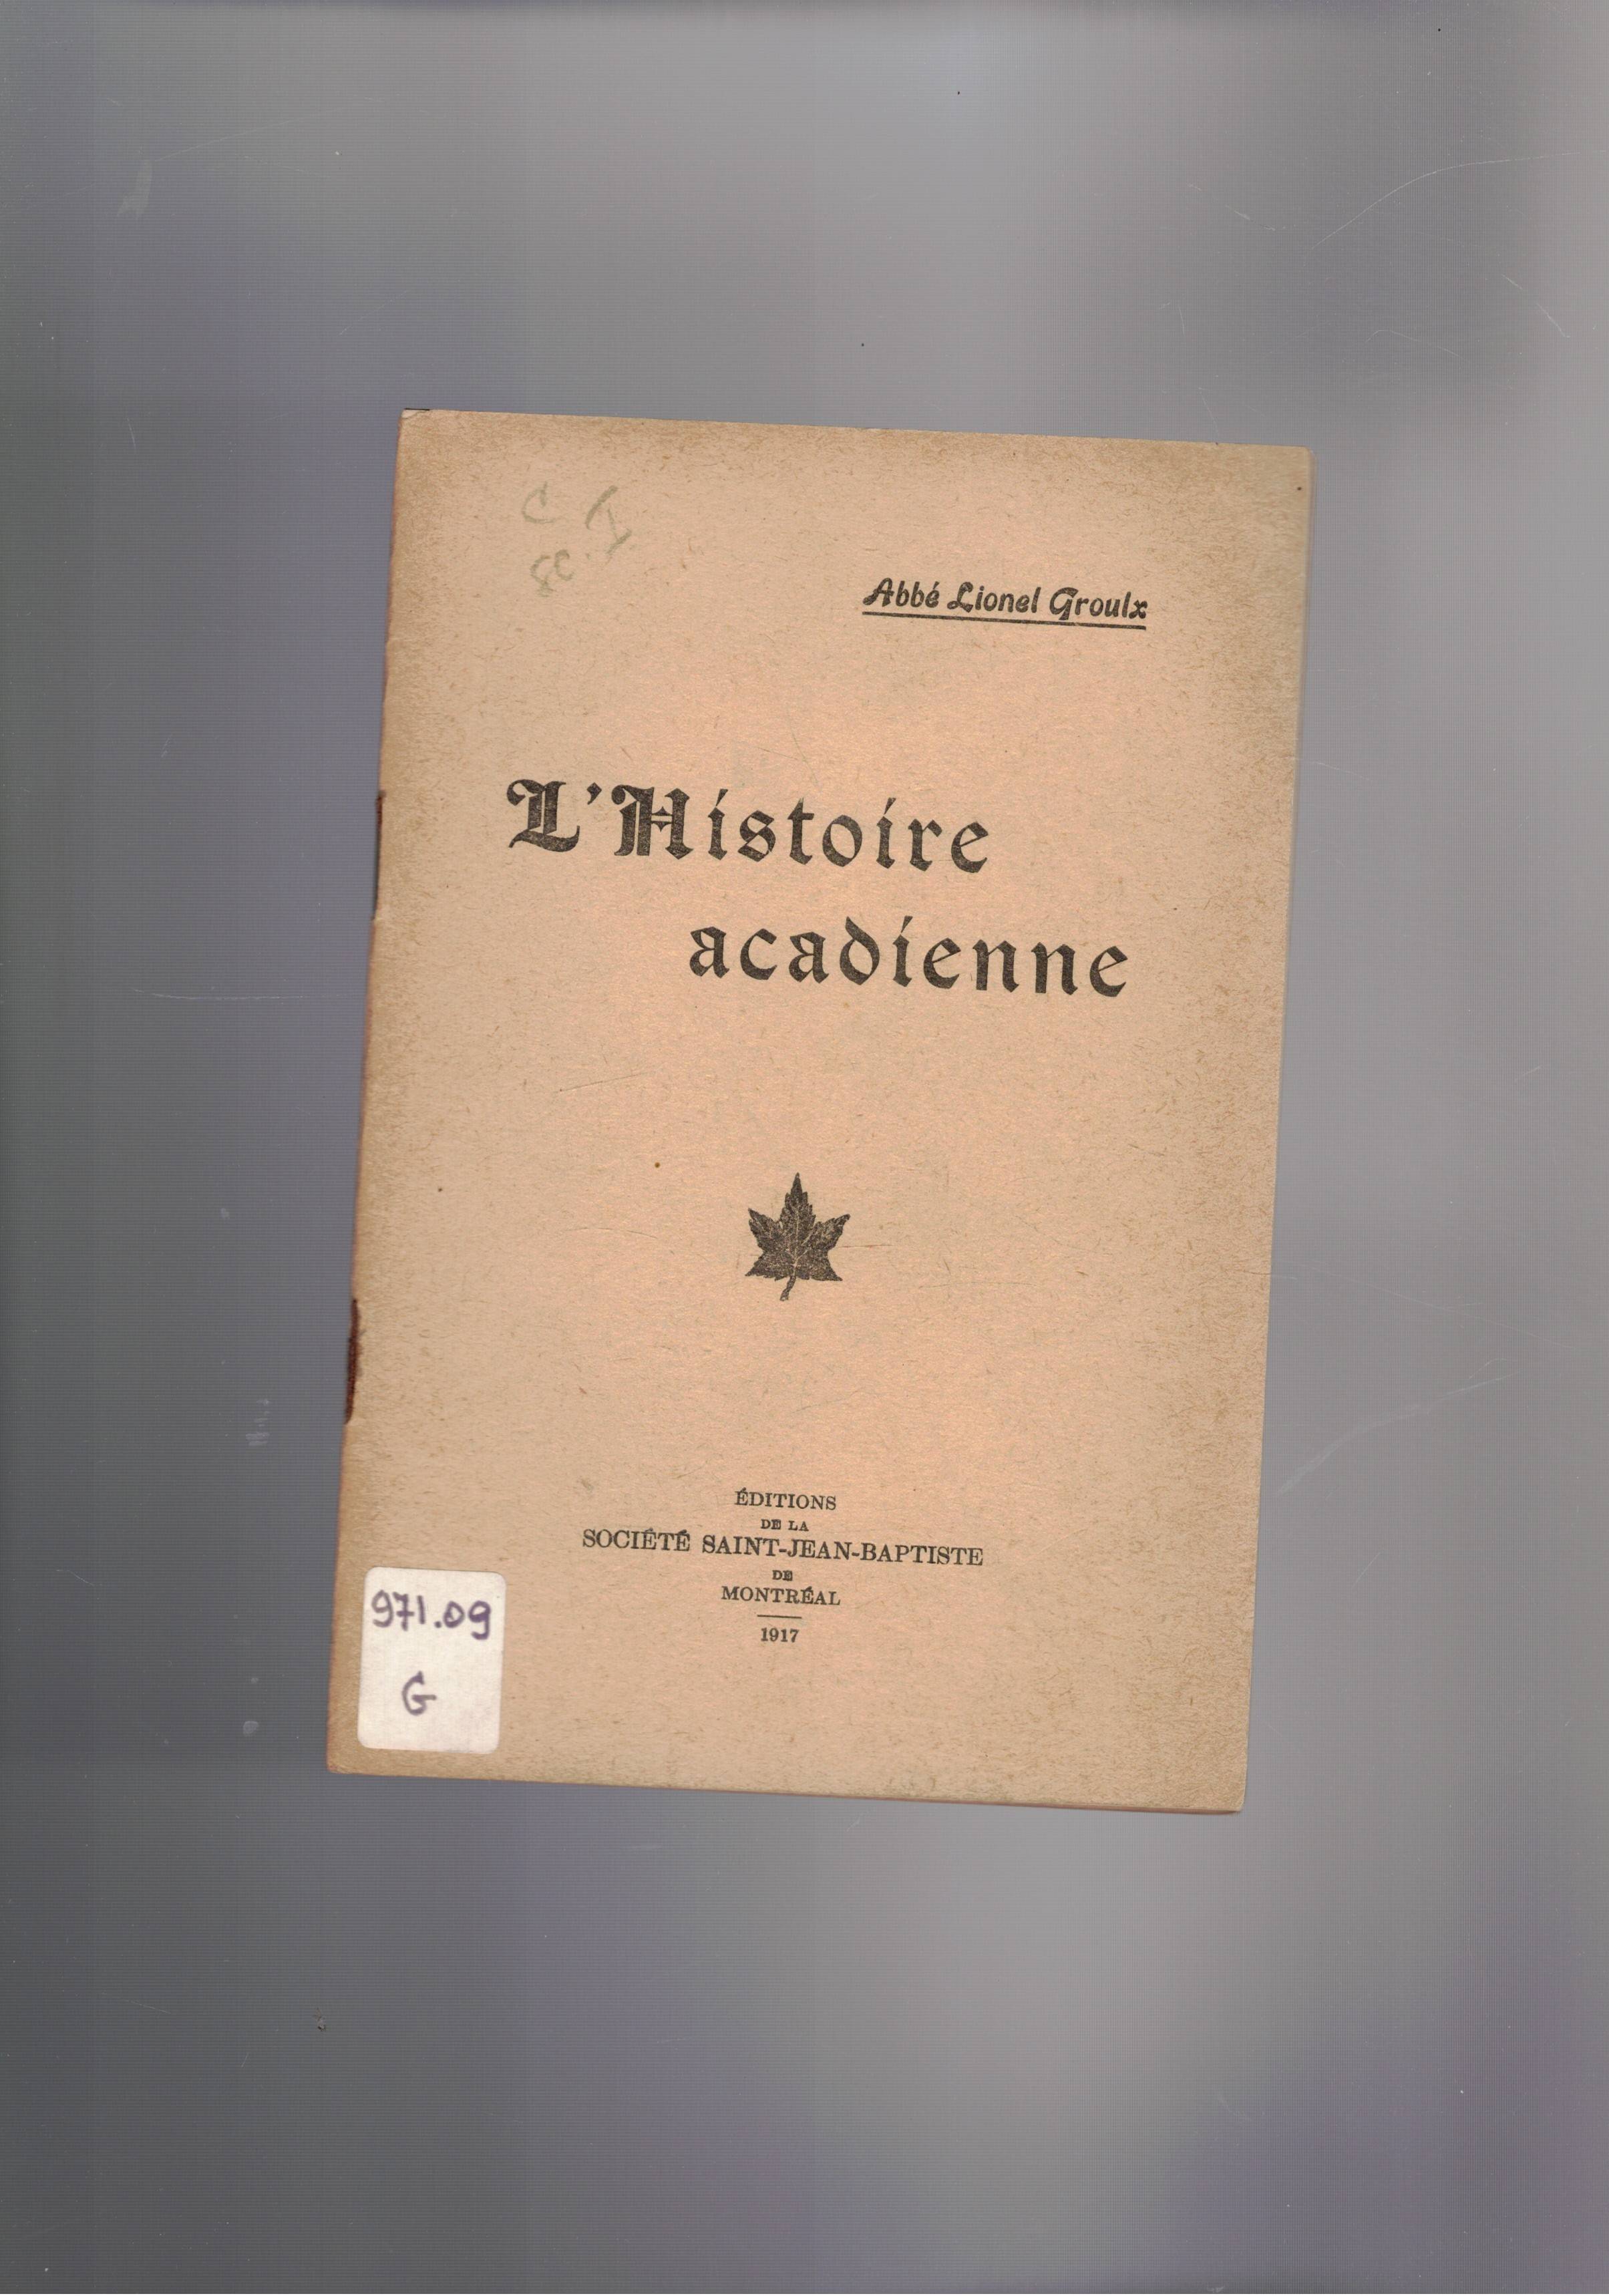 Abbé Lionel Groulx
L'Histoire
acadienne
ÉDITIONS
DE LA
SOCIÉTÉ SAINT-JEAN-BAPTISTE
DE
MONTRÉAL
1917
971.09
G